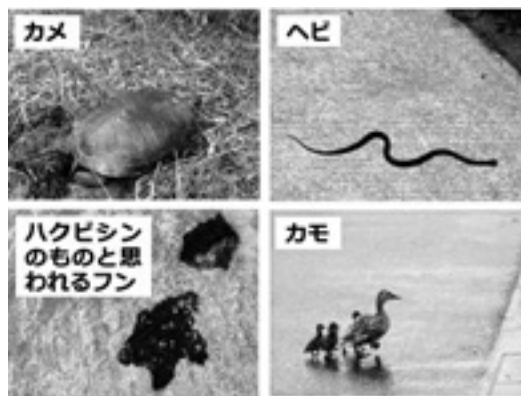 カメ
ヘビ
ハクビシン
のものと思
われるフン
カモ